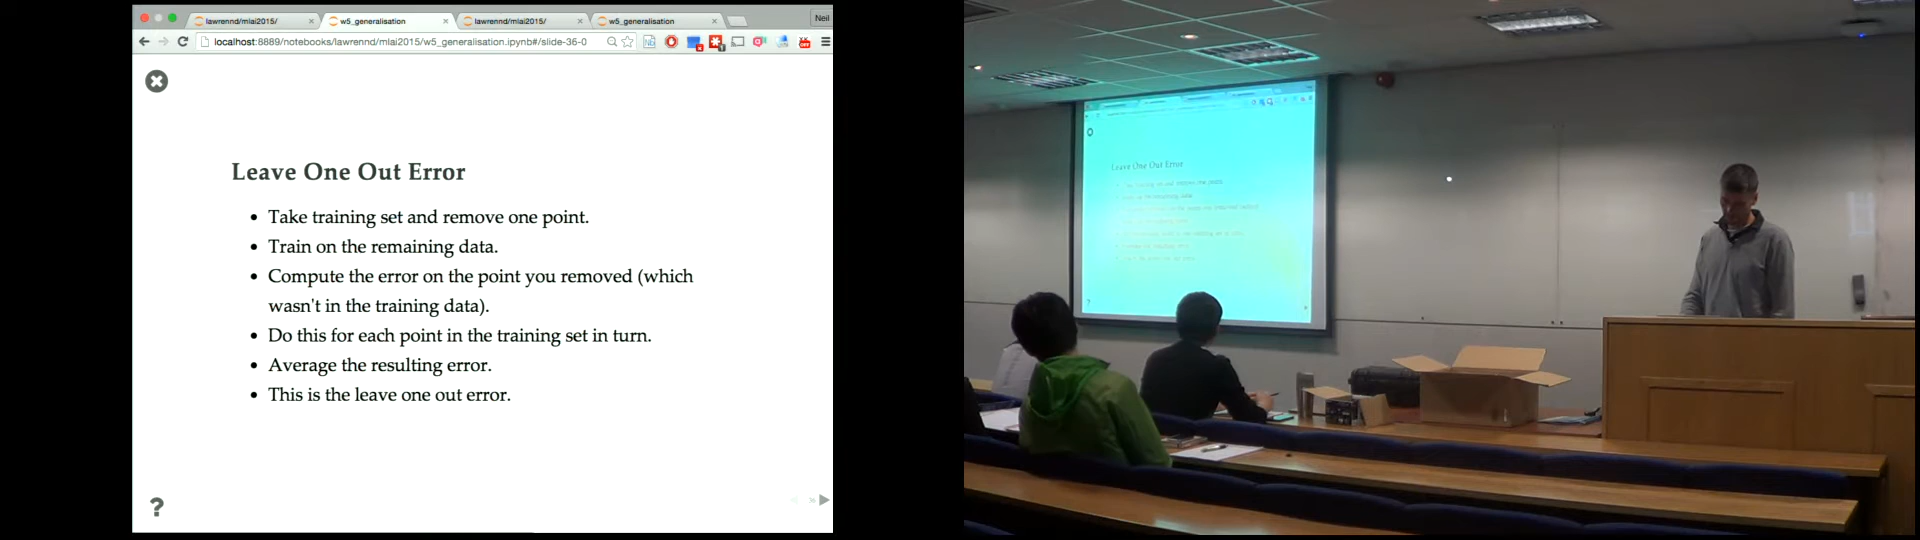 lawrennd/mlai2015/
w5_generalisation
lawrennd/mlai2015/
w5_generalisation
Neil
localhost:8889/notebooks/lawrennd/mlai2015/w5_generalisation.ipynb#/slide-36-0
Leave One Out Error
• Take training set and remove one point.
• Train on the remaining data.
• Compute the error on the point you removed (which
wasn't in the training data).
• Do this for each point in the training set in turn.
• Average the resulting error.
• This is the leave one out error.
?
Leave One Out Error